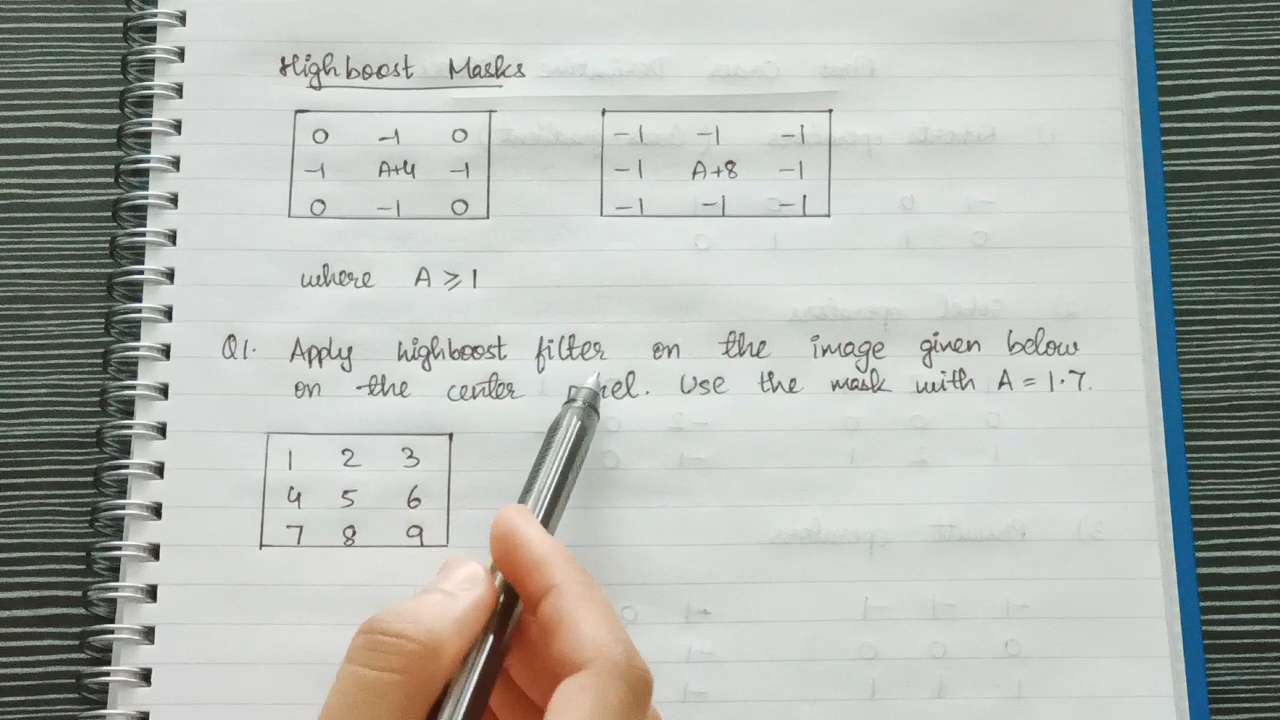 Highboost Masks
0 -1 0
-1 A+4 -1
0 -1 0
-1 -1 -1
-1 A+8 -1
-1 -1 -1
where A ⩾ 1
Q1. Apply highboost filter on the image given below
on the center pixel. Use the mask with A = 1.7.
1 2 3
4 5 6
7 8 9